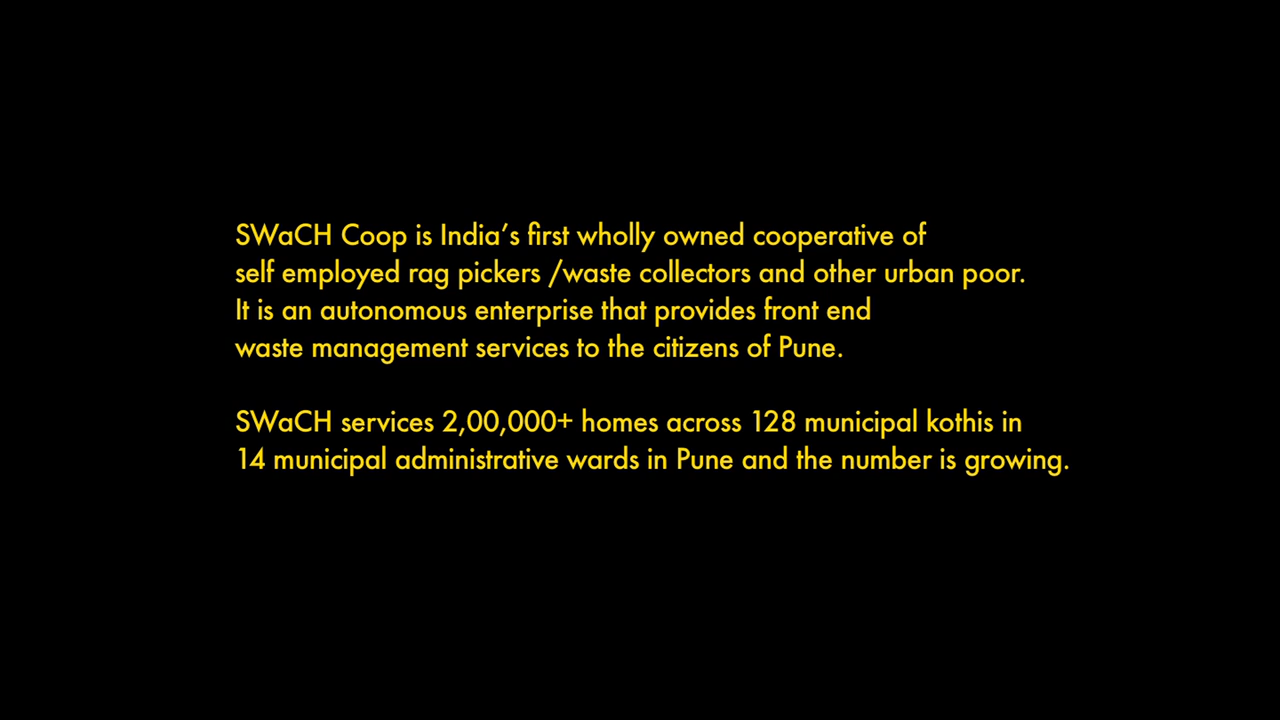 SWaCH Coop is India’s first wholly owned cooperative of
self employed rag pickers /waste collectors and other urban poor.
It is an autonomous enterprise that provides front end
waste management services to the citizens of Pune.
SWaCH services 2,00,000+ homes across 128 municipal kothis in
14 municipal administrative wards in Pune and the number is growing.